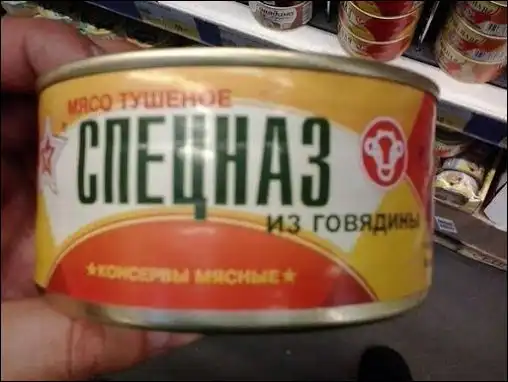 МЯСО ТУШЕНОЕ
СПЕЦНАЗ
ИЗ ГОВЯДИНЫ
★КОНСЕРВЫ МЯСНЫЕ★